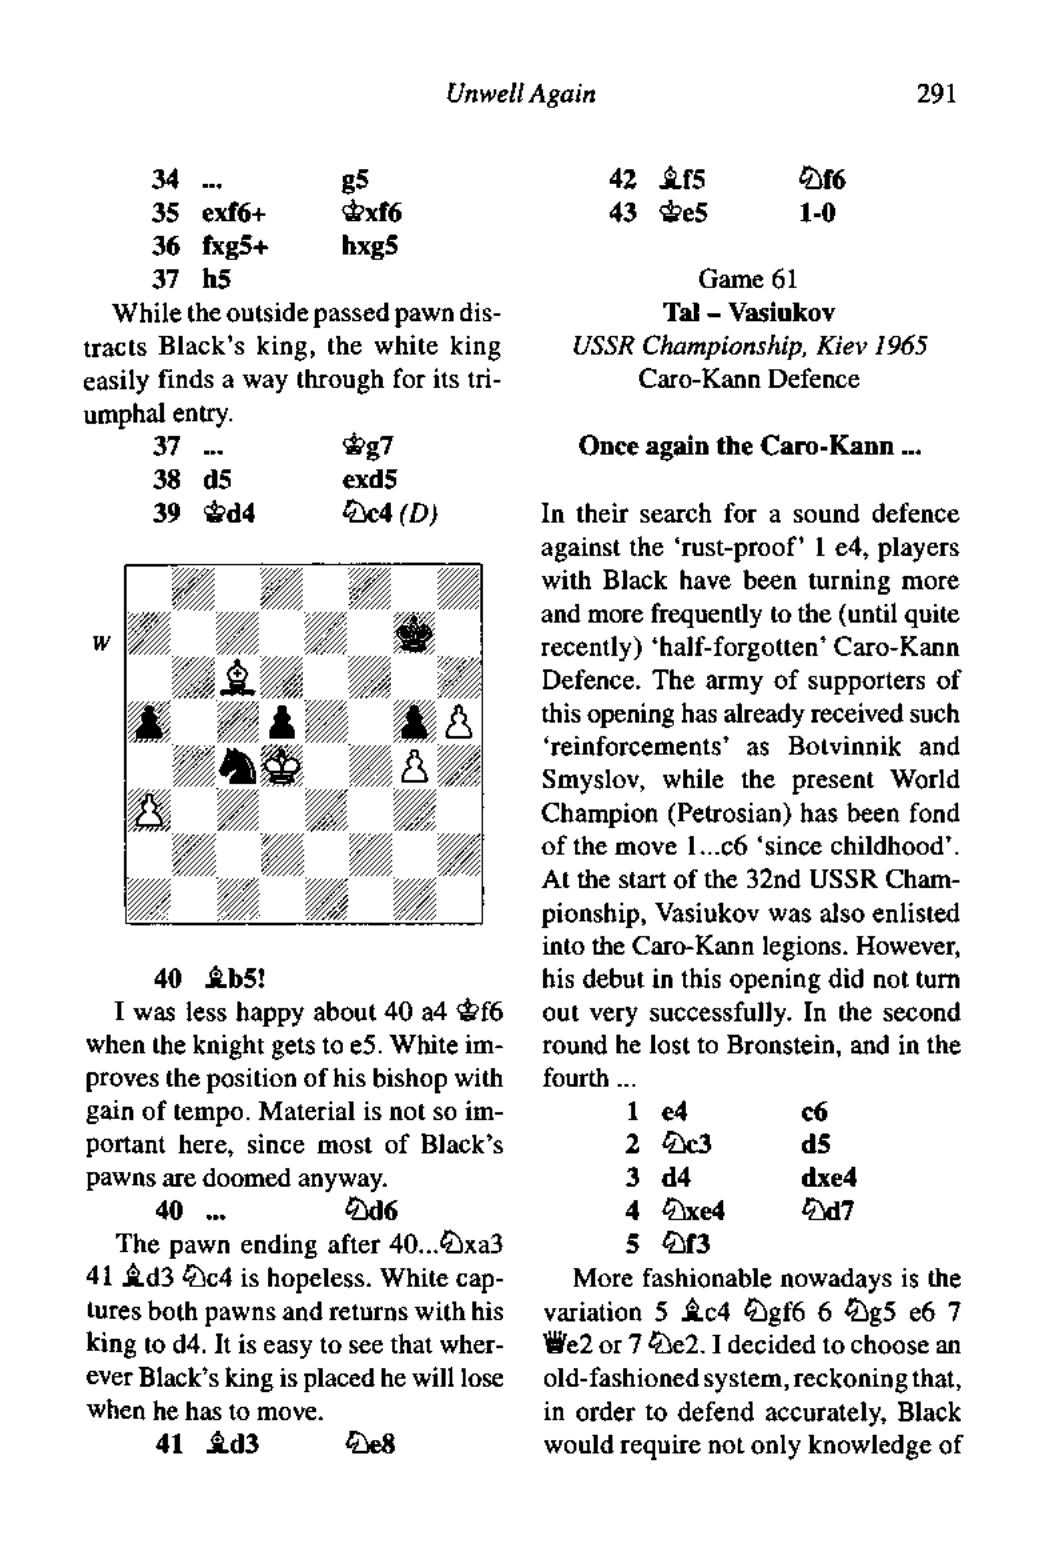 Unwell Again 291
34 ... g5
35 exf6+ ♔xf6
36 fxg5+ hxg5
37 h5
While the outside passed pawn dis-
tracts Black's king, the white king
easily finds a way through for its tri-
umphal entry.
37 ... ♔g7
38 d5 exd5
39 ♔d4 ♘c4 (D)
W
40 ♗b5!
I was less happy about 40 a4 ♔f6
when the knight gets to e5. White im-
proves the position of his bishop with
gain of tempo. Material is not so im-
portant here, since most of Black's
pawns are doomed anyway.
40 ... ♘d6
The pawn ending after 40...♘xa3
41 ♗d3 ♘c4 is hopeless. White cap-
tures both pawns and returns with his
king to d4. It is easy to see that wher-
ever Black's king is placed he will lose
when he has to move.
41 ♗d3 ♘e8
42 ♗f5 ♘f6
43 ♔e5 1-0
Game 61
Tal – Vasiukov
USSR Championship, Kiev 1965
Caro-Kann Defence
Once again the Caro-Kann ...
In their search for a sound defence
against the 'rust-proof' 1 e4, players
with Black have been turning more
and more frequently to the (until quite
recently) 'half-forgotten' Caro-Kann
Defence. The army of supporters of
this opening has already received such
'reinforcements' as Botvinnik and
Smyslov, while the present World
Champion (Petrosian) has been fond
of the move 1...c6 'since childhood'.
At the start of the 32nd USSR Cham-
pionship, Vasiukov was also enlisted
into the Caro-Kann legions. However,
his debut in this opening did not turn
out very successfully. In the second
round he lost to Bronstein, and in the
fourth ...
1 e4 c6
2 ♘c3 d5
3 d4 dxe4
4 ♘xe4 ♘d7
5 ♘f3
More fashionable nowadays is the
variation 5 ♗c4 ♘gf6 6 ♘g5 e6 7
♕e2 or 7 ♘e2. I decided to choose an
old-fashioned system, reckoning that,
in order to defend accurately, Black
would require not only knowledge of